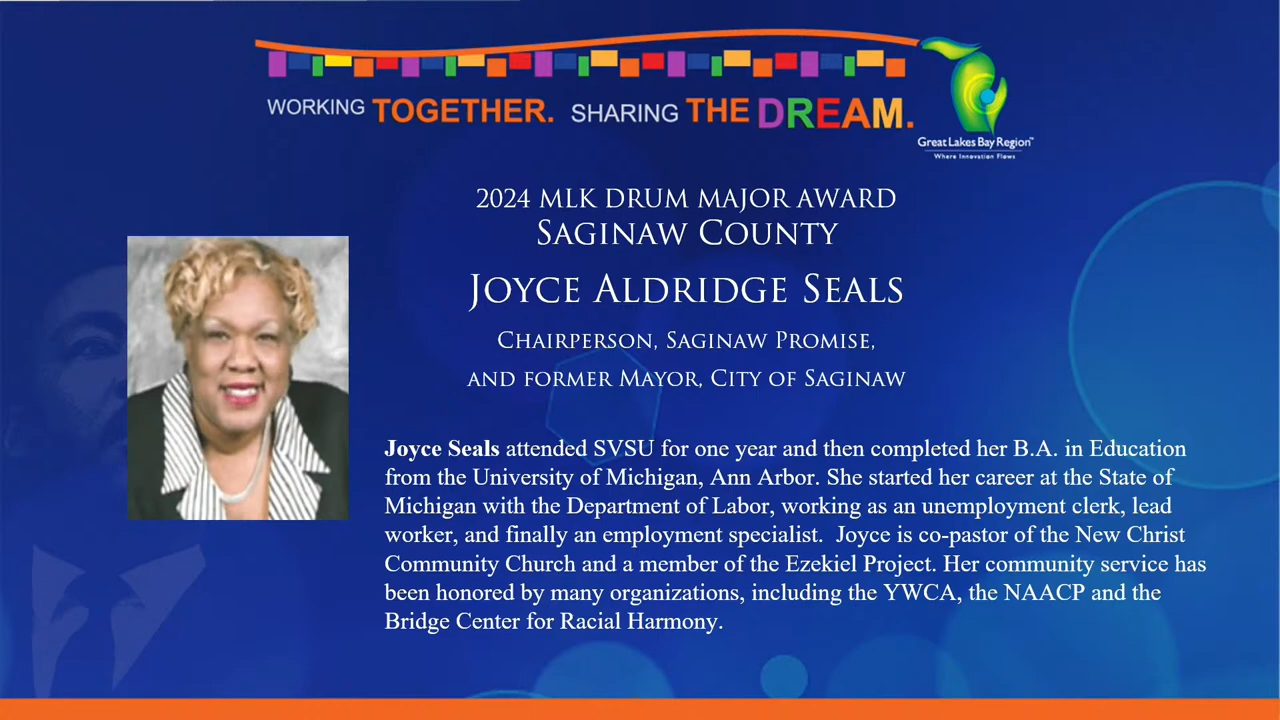 WORKING TOGETHER. SHARING THE DREAM.
Great Lakes Bay Region™
Where Innovation Flows
2024 MLK DRUM MAJOR AWARD
SAGINAW COUNTY
JOYCE ALDRIDGE SEALS
CHAIRPERSON, SAGINAW PROMISE,
AND FORMER MAYOR, CITY OF SAGINAW
Joyce Seals attended SVSU for one year and then completed her B.A. in Education
from the University of Michigan, Ann Arbor. She started her career at the State of
Michigan with the Department of Labor, working as an unemployment clerk, lead
worker, and finally an employment specialist.  Joyce is co-pastor of the New Christ
Community Church and a member of the Ezekiel Project. Her community service has
been honored by many organizations, including the YWCA, the NAACP and the
Bridge Center for Racial Harmony.